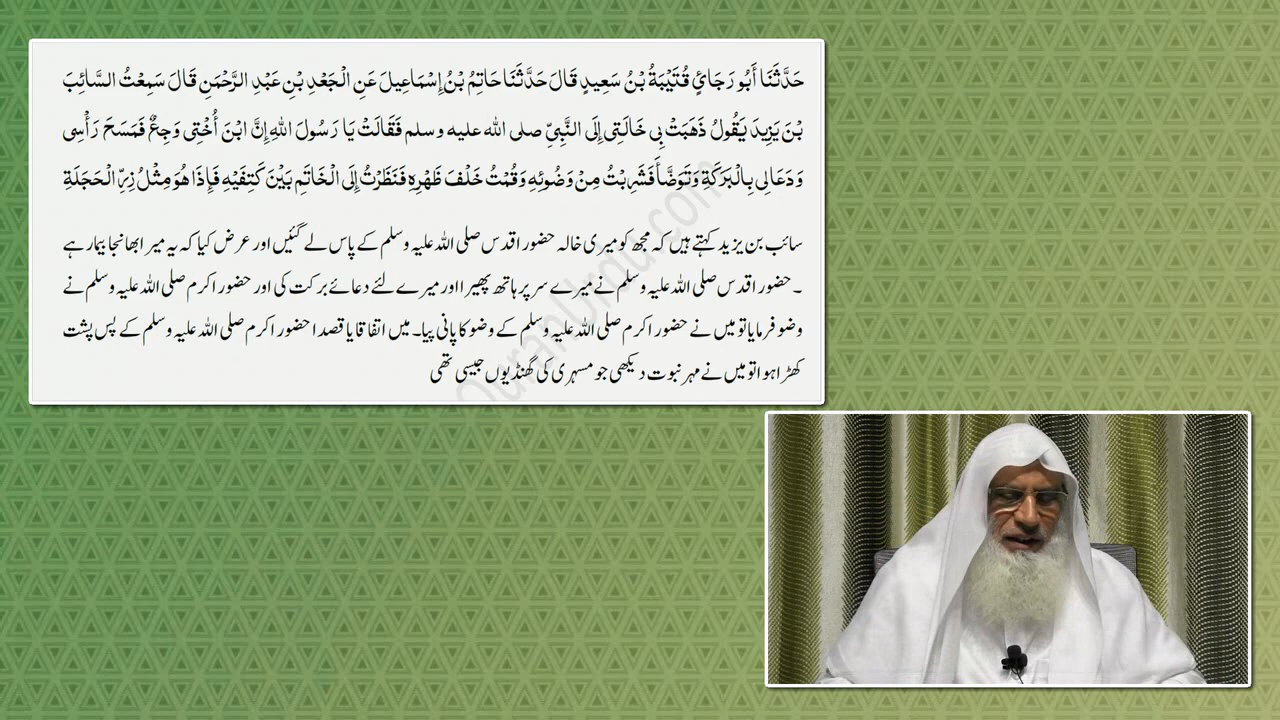 حَدَّثَنَا أَبُو رَجَائٍ قُتَيْبَةُ بْنُ سَعِيدٍ قَالَ حَدَّثَنَا حَاتِمُ بْنُ إِسْمَاعِيلَ عَنِ الْجَعْدِ بْنِ عَبْدِ الرَّحْمَنِ قَالَ سَمِعْتُ السَّائِبَ
بْنَ يَزِيدَ يَقُولُ ذَهَبَتْ بِي خَالَتِي إِلَى النَّبِيِّ صلى الله عليه وسلم فَقَالَتْ يَا رَسُولَ اللهِ إِنَّ ابْنَ أُخْتِي وَجِعٌ فَمَسَحَ رَأْسِي
وَدَعَا لِي بِالْبَرَكَةِ وَتَوَضَّأَ فَشَرِبْتُ مِنْ وَضُوئِهِ وَقُمْتُ خَلْفَ ظَهْرِهِ فَنَظَرْتُ إِلَى الْخَاتَمِ بَيْنَ كَتِفَيْهِ فَإِذَا هُوَ مِثْلُ زِرِّ الْحَجَلَةِ
سائب بن یزید کہتے ہیں کہ مجھ کو میری خالہ حضور اقدس صلی اللہ علیہ وسلم کے پاس لے گئیں اور عرض کیا کہ یہ میرا بھانجا بیمار ہے
۔ حضور اقدس صلی اللہ علیہ وسلم نے میرے سر پر ہاتھ پھیرا اور میرے لئے دعائے برکت کی اور حضور اکرم صلی اللہ علیہ وسلم نے
وضو فرمایا تو میں نے حضور اکرم صلی اللہ علیہ وسلم کے وضو کا پانی پیا۔ میں اتفاقا یا قصدا حضور اکرم صلی اللہ علیہ وسلم کے پس پشت
کھڑا ہوا تو میں نے مہر نبوت دیکھی جو مسہری کی گھنڈیوں جیسی تھی
QuranUrdu.com